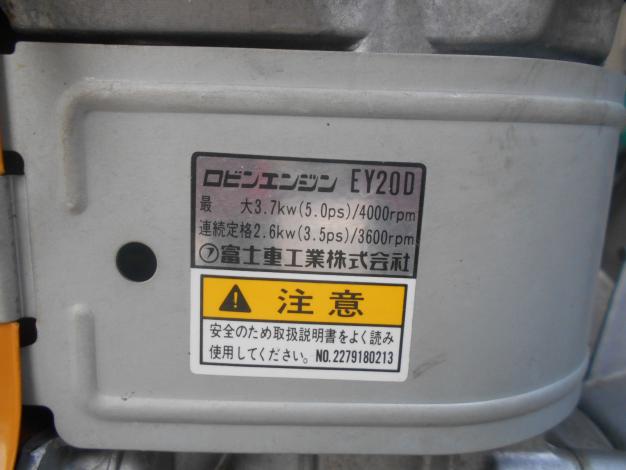 ロビンエンジン EY20D
最 大3.7kw(5.0ps)/4000rpm
連続定格2.6kw(3.5ps)/3600rpm
富士重工業株式会社
注意
安全のため取扱説明書をよく読み
使用してください。 NO.2279180213